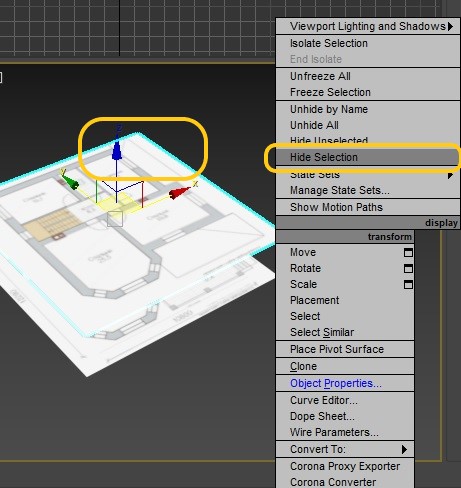 ]
Viewport Lighting and Shadows
Isolate Selection
End Isolate
Unfreeze All
Freeze Selection
Unhide by Name
Unhide All
Hide Unselected
Hide Selection
State Sets
Manage State Sets...
Show Motion Paths
display
transform
Move
Rotate
Scale
Placement
Select
Select Similar
Place Pivot Surface
Clone
Object Properties...
Curve Editor...
Dope Sheet...
Wire Parameters...
Convert To:
Corona Proxy Exporter
Corona Converter
x